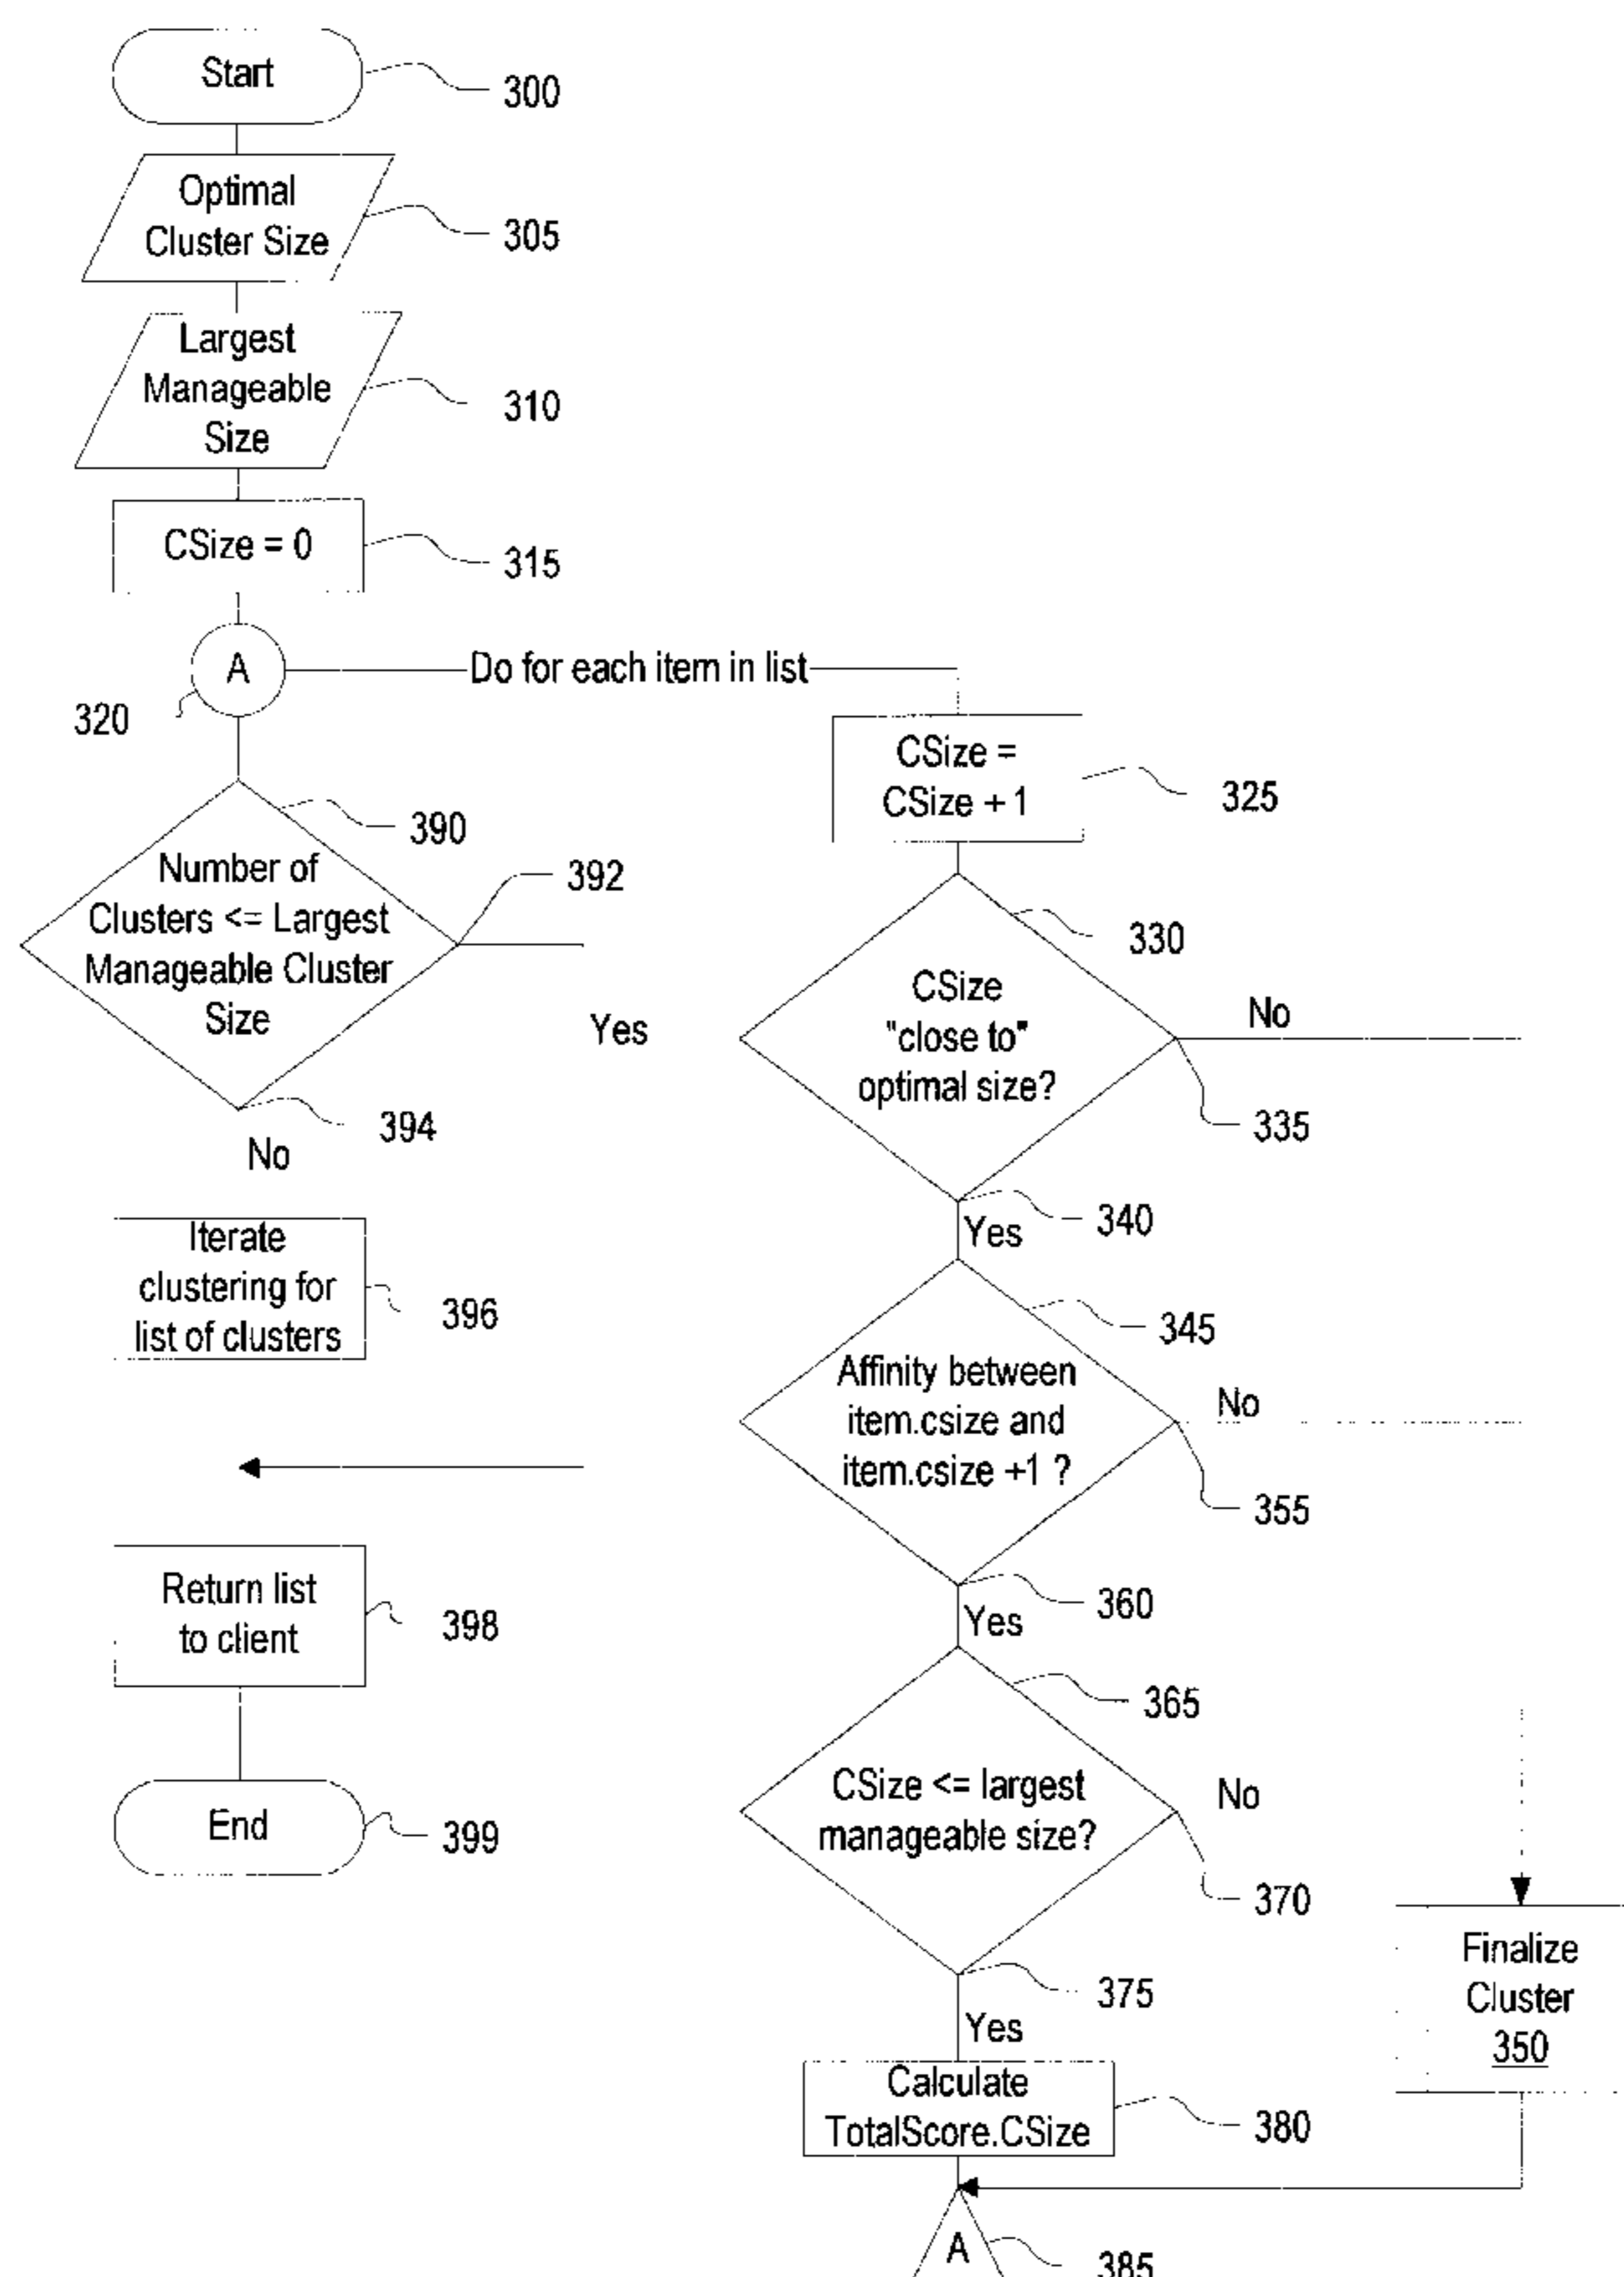 Start
300
Optimal
Cluster Size
305
Largest
Manageable
Size
310
CSize = 0
315
A
320
Do for each item in list
CSize =
CSize + 1
325
390
Number of
Clusters <= Largest
Manageable Cluster
Size
392
Yes
394
No
Iterate
clustering for
list of clusters
396
Return list
to client
398
End
399
330
CSize
"close to"
optimal size?
No
335
340
Yes
345
Affinity between
item.csize and
item.csize +1 ?
No
355
360
Yes
365
CSize <= largest
manageable size?
No
370
375
Yes
Finalize
Cluster
350
Calculate
TotalScore.CSize
380
A
385